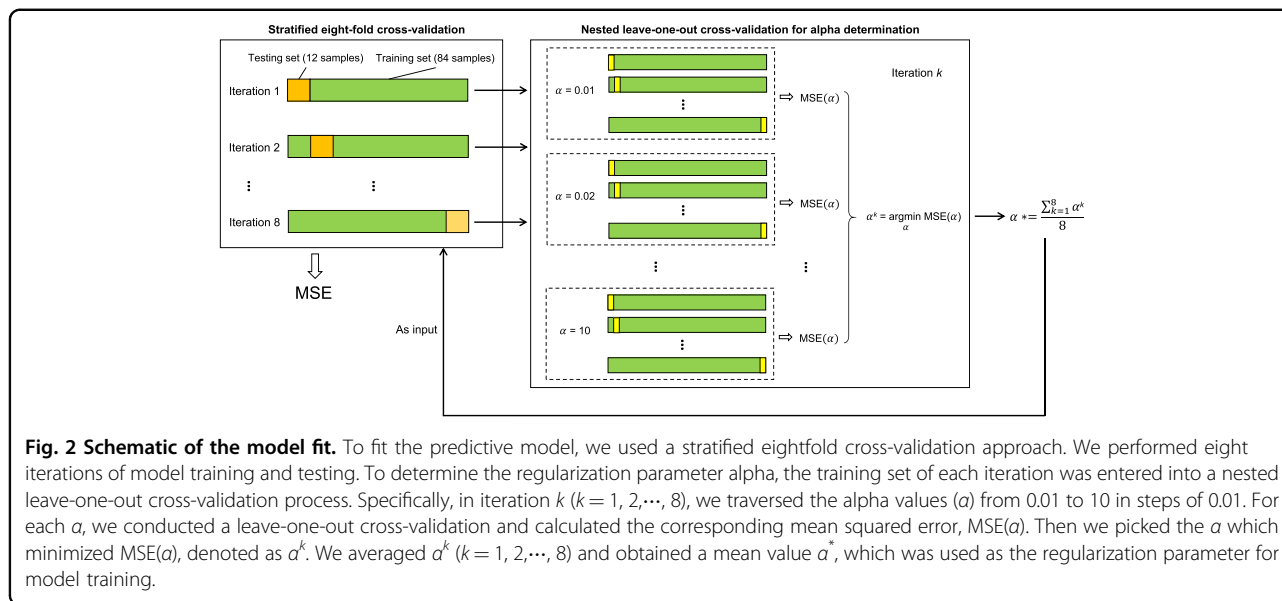 Stratified eight-fold cross-validation
Nested leave-one-out cross-validation for alpha determination
Testing set (12 samples)
Training set (84 samples)
Iteration 1
Iteration 2
⋮
⋮
Iteration 8
MSE
As input
Iteration k
α = 0.01
⋮
MSE(α)
α = 0.02
⋮
MSE(α)
⋮
⋮
α = 10
⋮
MSE(α)
α^k = argmin MSE(α)
α
α *= ∑_{k=1}^{8} α^k / 8
Fig. 2 Schematic of the model fit. To fit the predictive model, we used a stratified eightfold cross-validation approach. We performed eight
iterations of model training and testing. To determine the regularization parameter alpha, the training set of each iteration was entered into a nested
leave-one-out cross-validation process. Specifically, in iteration k (k = 1, 2,⋯, 8), we traversed the alpha values (α) from 0.01 to 10 in steps of 0.01. For
each α, we conducted a leave-one-out cross-validation and calculated the corresponding mean squared error, MSE(α). Then we picked the α which
minimized MSE(α), denoted as α^k. We averaged α^k (k = 1, 2,⋯, 8) and obtained a mean value α^*, which was used as the regularization parameter for
model training.